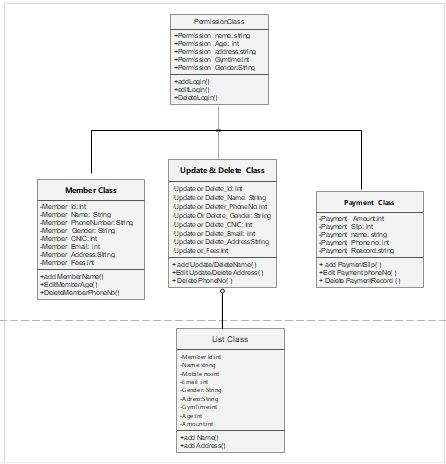 PermissionClass
+Permission name: string
+Permission Age: int
+Permission address:string
+Permission Gymtime:int
+Permission Gender:String
+addLogin()
+editLogin()
+DeleteLogin()
Member Class
-Member Id:int
-Member Name: String
-Member PhoneNumber: String
-Member Gender: String
-Member CNIC: int
-Member Email: int
-Member Address:String
-Member Fees:int
+add MemberName()
+EditMemberAge()
+DeleteMemberPhoneNo()
Update & Delete Class
-Update or Delete_Id: int
-Update or Delete_Name: String
-Update or Deleter_PhoneNo:int
-Update Or Delete_Gender: String
-Update or Delete_CNIC: int
-Update or Delete_Email: int
-Update or Delete_Address:String
-Update or Fees:int
+ add Update/DeleteName()
+Edit Update/Delete Address()
+ Delete PhoneNo()
Payment Class
-Payment Amount:int
-Payment Slip: int
-Payment name: string
-Payment Phone no: int
-Payment Reacord:string
+ add PaymentSlip()
+Edit Payment phoneNo()
+ Delete PaymentRecord ()
List Class
-Member Id:int
-Name:string
-Mobile no:int
-Email :int
-Gender: String
-Adress:String
-GymTime:int
-Age:int
-Amount:int
+add Name()
+add Address()